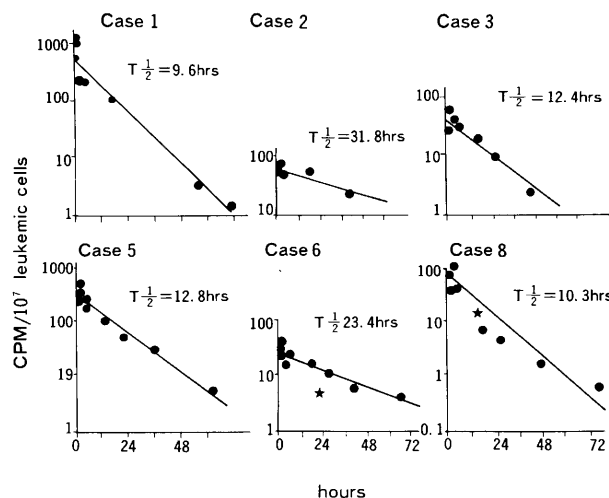 Case 1
Case 2
Case 3
1000
100
10
1
T 1/2 = 9.6hrs
100
10
T 1/2 = 31.8hrs
100
10
1
T 1/2 = 12.4hrs
CPM/10⁷ leukemic cells
Case 5
Case 6
Case 8
1000
100
19
1
T 1/2 = 12.8hrs
100
10
1
T 1/2 23.4hrs
100
10
1
0.1
T 1/2 = 10.3hrs
0 24 48
0 24 48 72
0 24 48 72
hours